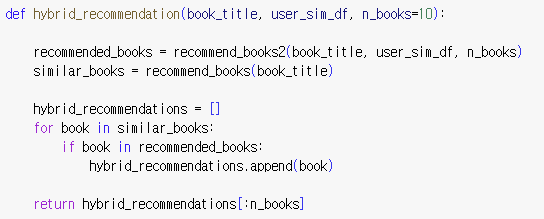 def hybrid_recommendation(book_title, user_sim_df, n_books=10):
    recommended_books = recommend_books2(book_title, user_sim_df, n_books)
    similar_books = recommend_books(book_title)
    hybrid_recommendations = []
    for book in similar_books:
        if book in recommended_books:
            hybrid_recommendations.append(book)
    return hybrid_recommendations[:n_books]